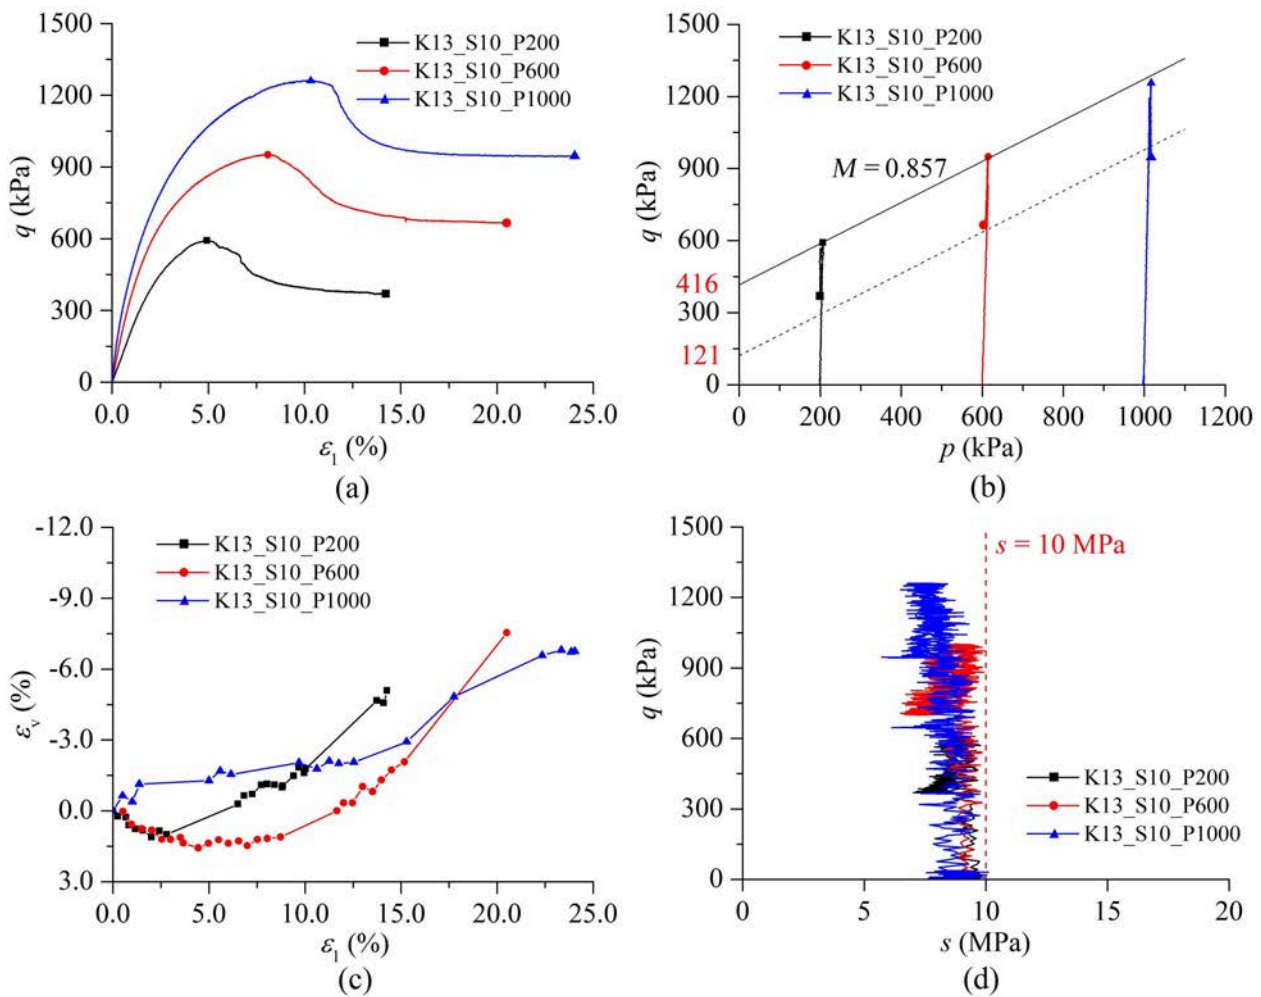 1500
1200
900
600
300
0
q (kPa)
K13_S10_P200
K13_S10_P600
K13_S10_P1000
0.0 5.0 10.0 15.0 20.0 25.0
ε1 (%)
(a)
1500
1200
900
600
416
300
121
0
q (kPa)
K13_S10_P200
K13_S10_P600
K13_S10_P1000
M = 0.857
0 200 400 600 800 1000 1200
p (kPa)
(b)
-12.0
-9.0
-6.0
-3.0
0.0
3.0
εv (%)
K13_S10_P200
K13_S10_P600
K13_S10_P1000
0.0 5.0 10.0 15.0 20.0 25.0
ε1 (%)
(c)
1500
1200
900
600
300
0
q (kPa)
s = 10 MPa
K13_S10_P200
K13_S10_P600
K13_S10_P1000
0 5 10 15 20
s (MPa)
(d)